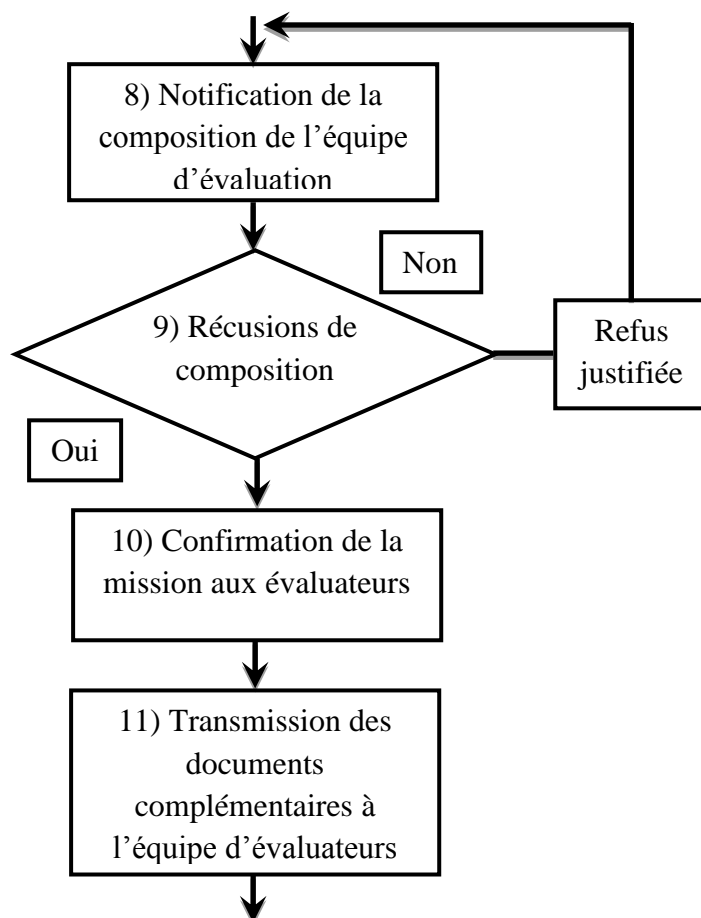 8) Notification de la
composition de l’équipe
d’évaluation
Non
9) Récusions de
composition
Refus
justifiée
Oui
10) Confirmation de la
mission aux évaluateurs
11) Transmission des
documents
complémentaires à
l’équipe d’évaluateurs